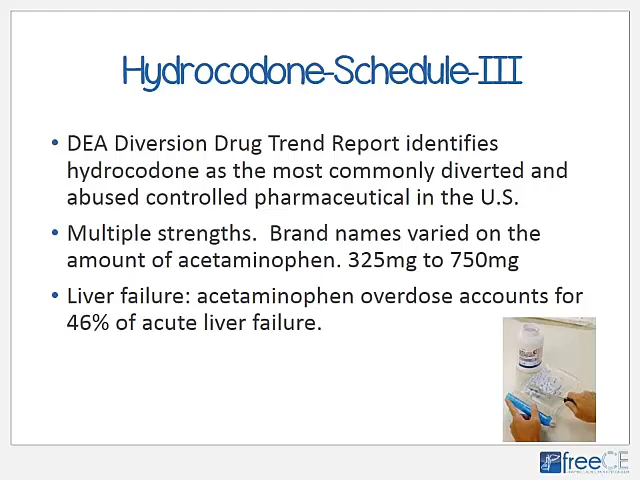 Hydrocodone-Schedule-III
• DEA Diversion Drug Trend Report identifies
hydrocodone as the most commonly diverted and
abused controlled pharmaceutical in the U.S.
• Multiple strengths.  Brand names varied on the
amount of acetaminophen. 325mg to 750mg
• Liver failure: acetaminophen overdose accounts for
46% of acute liver failure.
freeCE